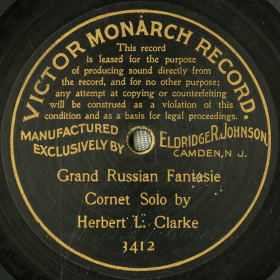 VICTOR MONARCH RECORD.
This record
is leased for the purpose
of producing sound directly from
the record, and for no other purpose;
any attempt at copying or counterfeiting
will be construed as a violation of this
condition and as a basis for legal proceedings.
MANUFACTURED
EXCLUSIVELY BY
ELDRIDGE R. JOHNSON
CAMDEN, N J.
Grand Russian Fantasie
Cornet Solo by
Herbert L. Clarke
3412